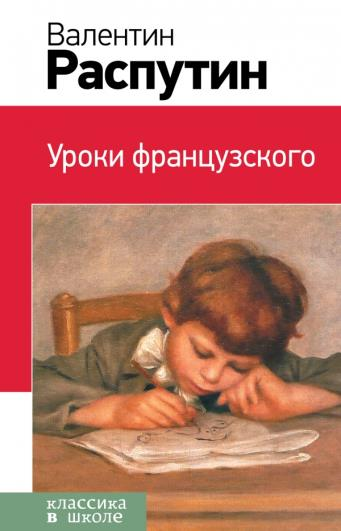 Валентин
Распутин
Уроки французского
классика
в школе